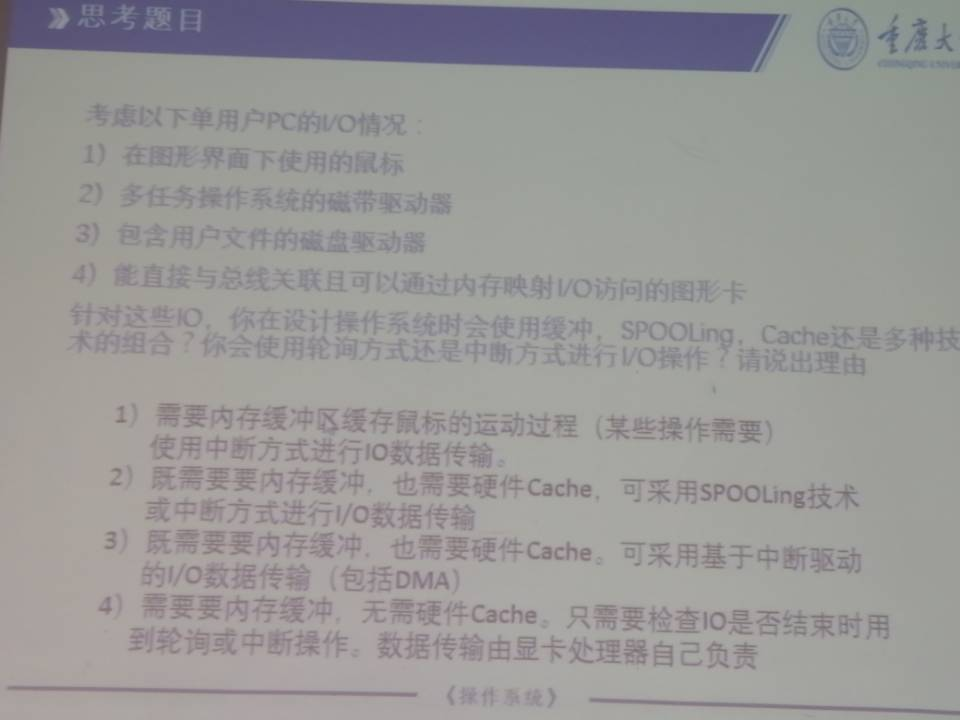 思考题目
重庆大
CHONGQING UNIVER
考虑以下单用户PC的I/O情况：
1）在图形界面下使用的鼠标
2）多任务操作系统的磁带驱动器
3）包含用户文件的磁盘驱动器
4）能直接与总线关联且可以通过内存映射I/O访问的图形卡
针对这些IO，你在设计操作系统时会使用缓冲，SPOOLing，Cache还是多种技
术的组合？你会使用轮询方式还是中断方式进行I/O操作？请说出理由
1）需要内存缓冲区缓存鼠标的运动过程（某些操作需要）
使用中断方式进行IO数据传输。
2）既需要要内存缓冲，也需要硬件Cache，可采用SPOOLing技术
或中断方式进行I/O数据传输
3）既需要要内存缓冲，也需要硬件Cache。可采用基于中断驱动
的I/O数据传输（包括DMA）
4）需要要内存缓冲，无需硬件Cache。只需要检查IO是否结束时用
到轮询或中断操作。数据传输由显卡处理器自己负责
《操作系统》